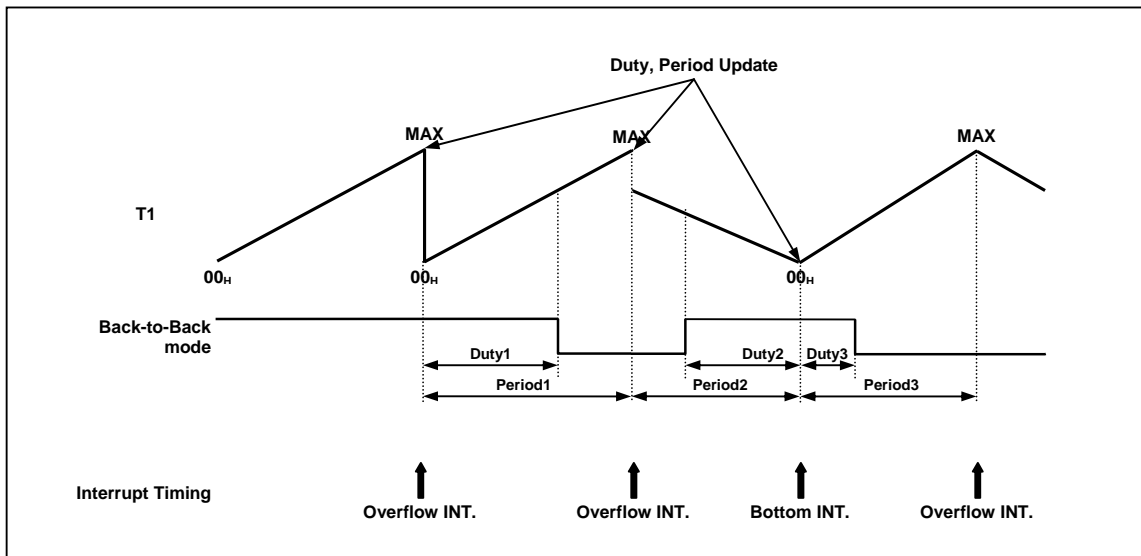 Duty, Period Update
MAX MAX MAX
T1
00H 00H 00H
Back-to-Back
mode
Duty1 Duty2 Duty3
Period1 Period2 Period3
Interrupt Timing
Overflow INT. Overflow INT. Bottom INT. Overflow INT.